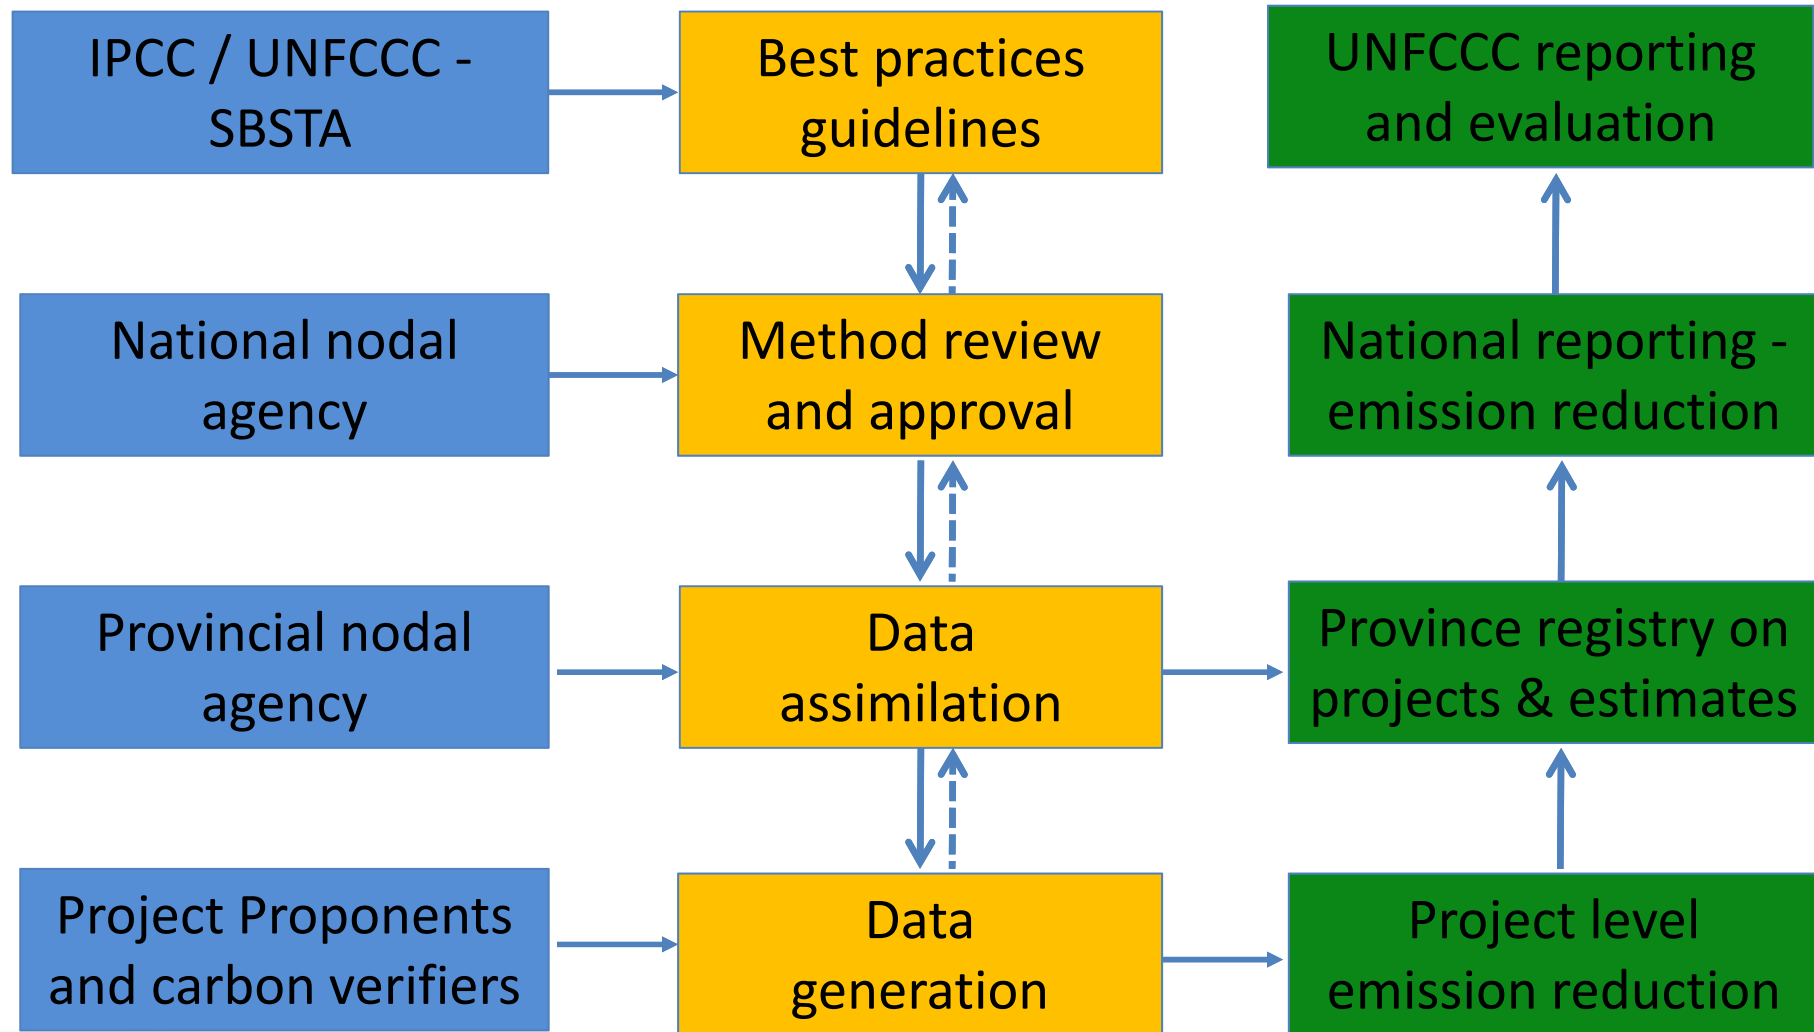 IPCC / UNFCCC -
SBSTA
Best practices
guidelines
UNFCCC reporting
and evaluation
National nodal
agency
Method review
and approval
National reporting -
emission reduction
Provincial nodal
agency
Data
assimilation
Province registry on
projects & estimates
Project Proponents
and carbon verifiers
Data
generation
Project level
emission reduction